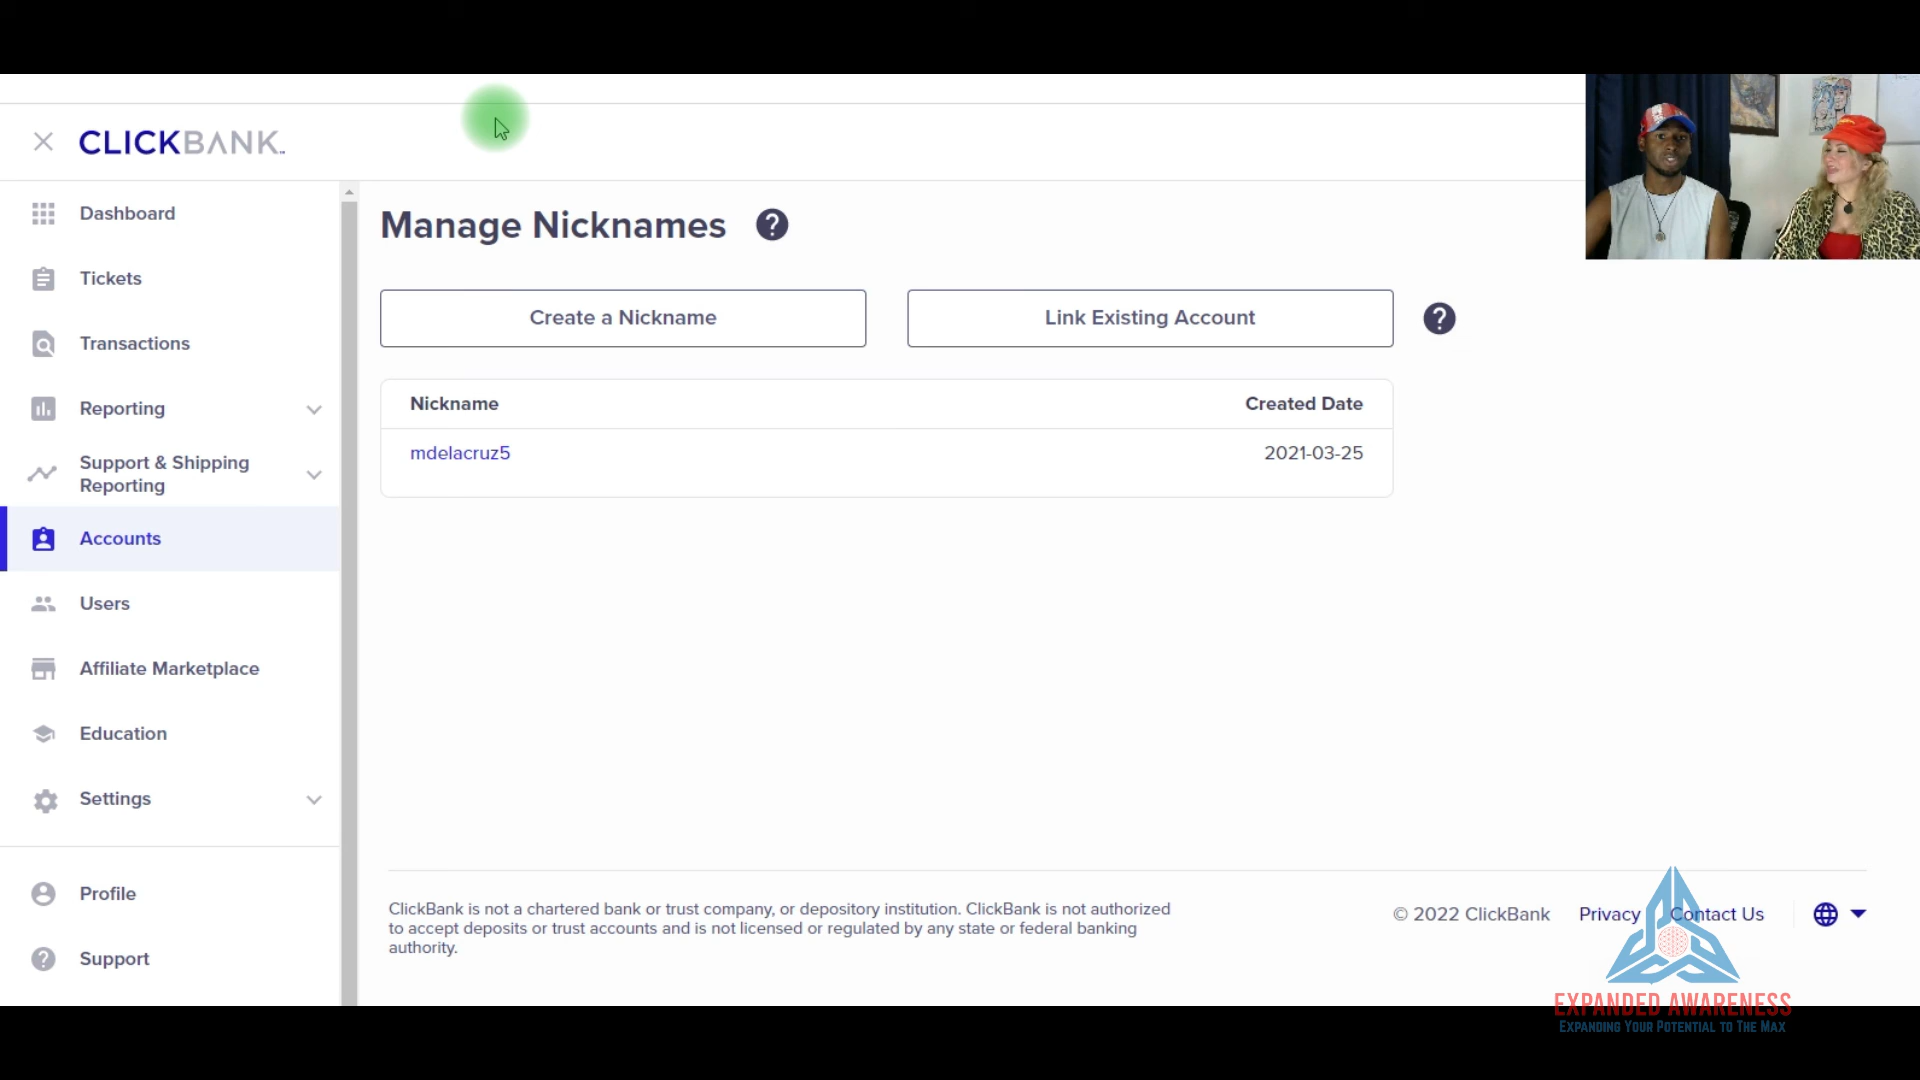 CLICKBANK
Dashboard
Tickets
Transactions
Reporting
Support & Shipping
Reporting
Accounts
Users
Affiliate Marketplace
Education
Settings
Profile
Support
Manage Nicknames ?
Create a Nickname
Link Existing Account ?
Nickname Created Date
mdelacruz5 2021-03-25
ClickBank is not a chartered bank or trust company, or depository institution. ClickBank is not authorized
to accept deposits or trust accounts and is not licensed or regulated by any state or federal banking
authority.
© 2022 ClickBank Privacy Contact Us
EXPANDED AWARENESS
EXPANDING YOUR POTENTIAL TO THE MAX